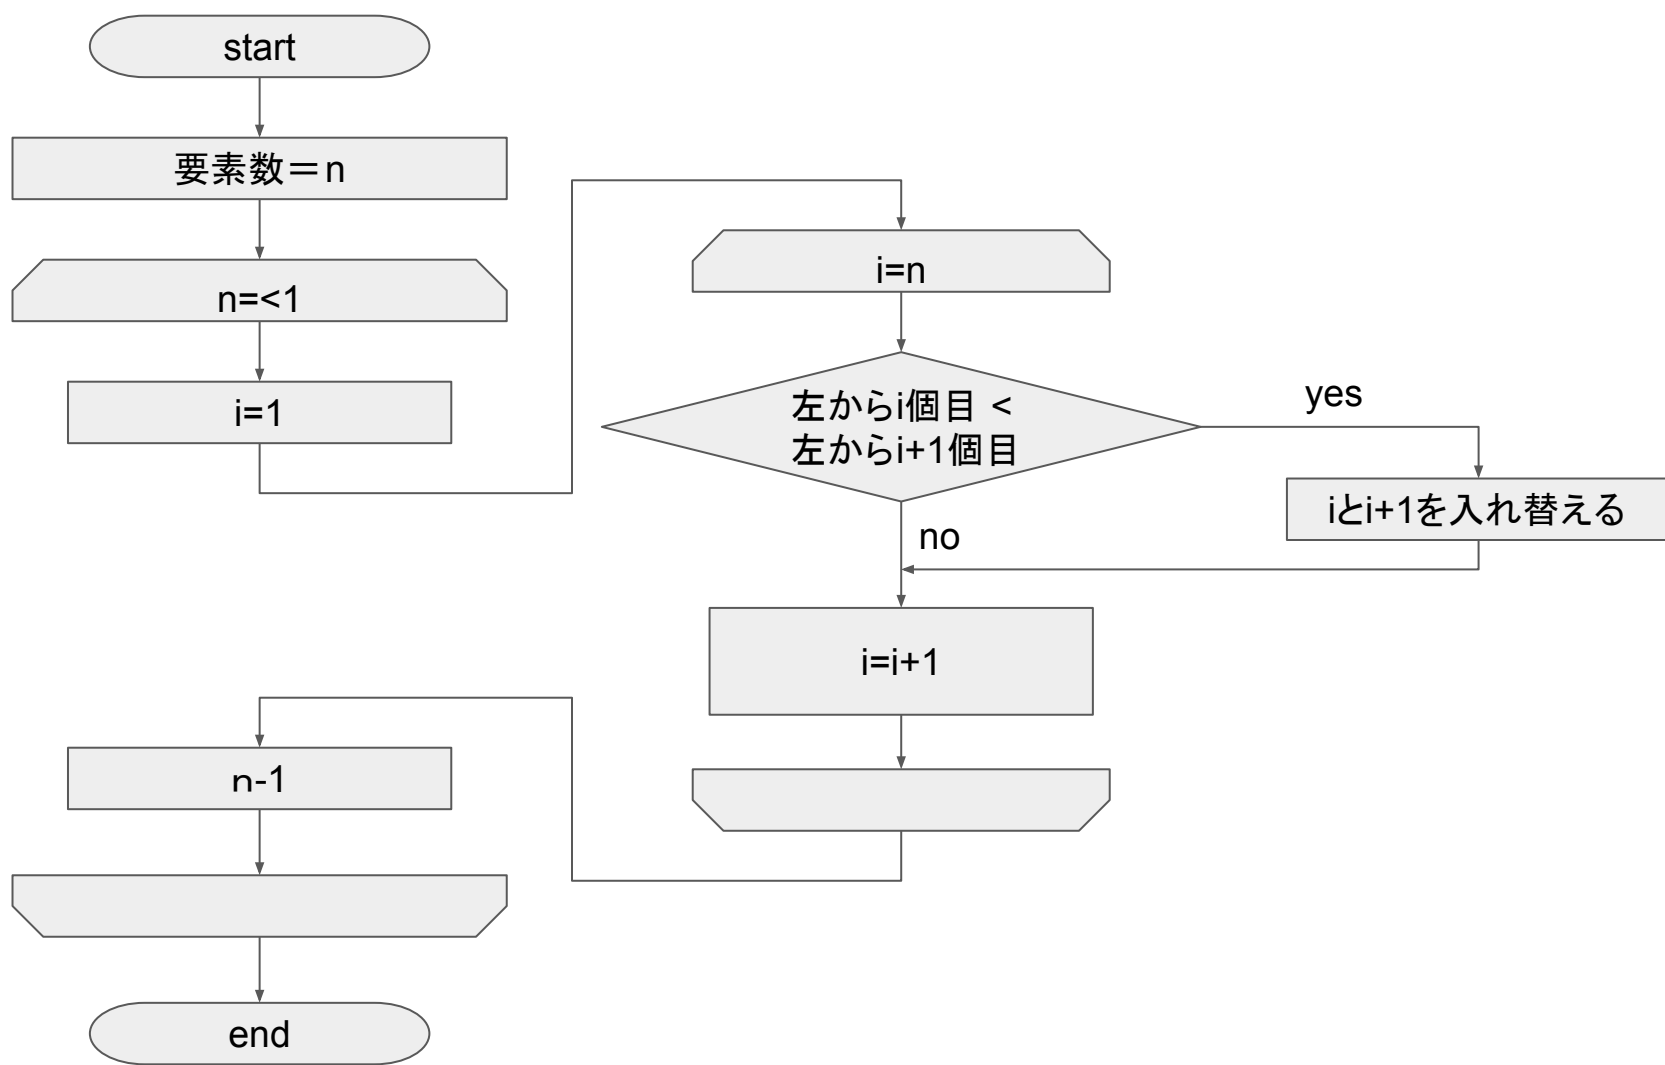 start
要素数＝n
n=<1
i=1
i=n
左からi個目 <
左からi+1個目
yes
iとi+1を入れ替える
no
i=i+1
n-1
end